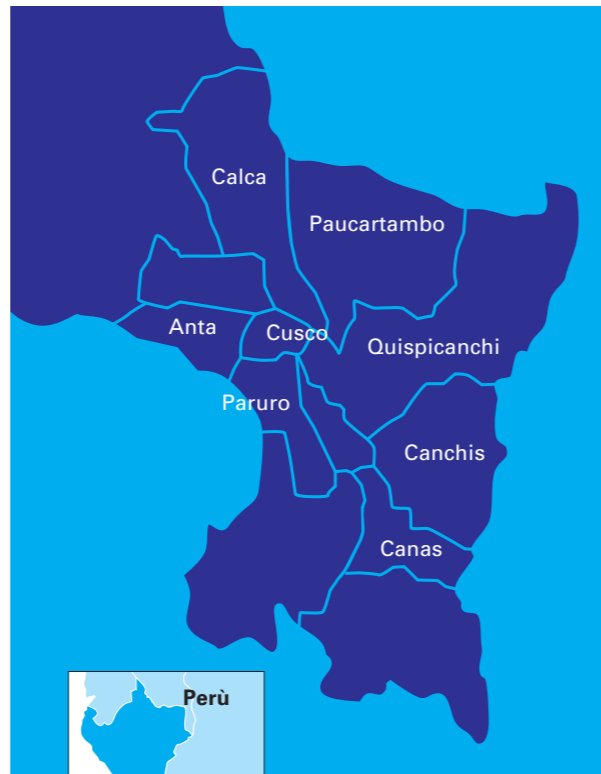 Calca
Paucartambo
Anta
Cusco
Quispicanchi
Paruro
Canchis
Canas
Perù